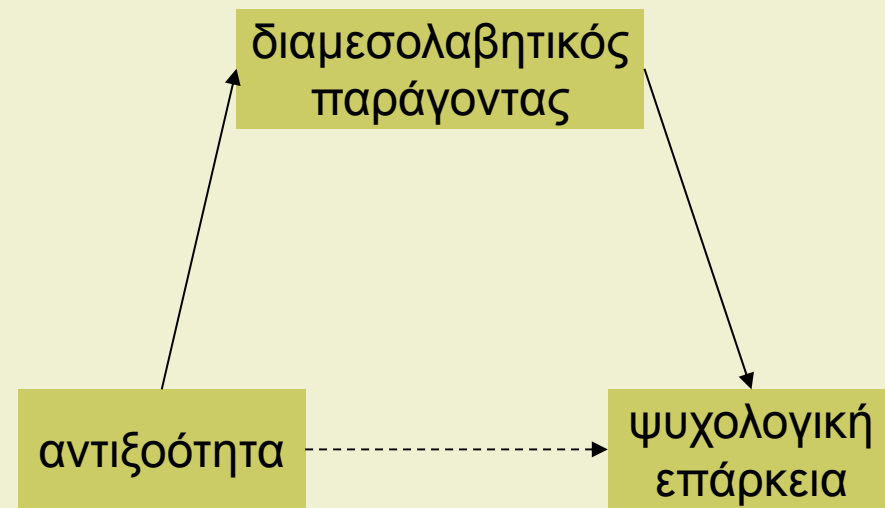 διαμεσολαβητικός
παράγοντας
αντιξοότητα
ψυχολογική
επάρκεια